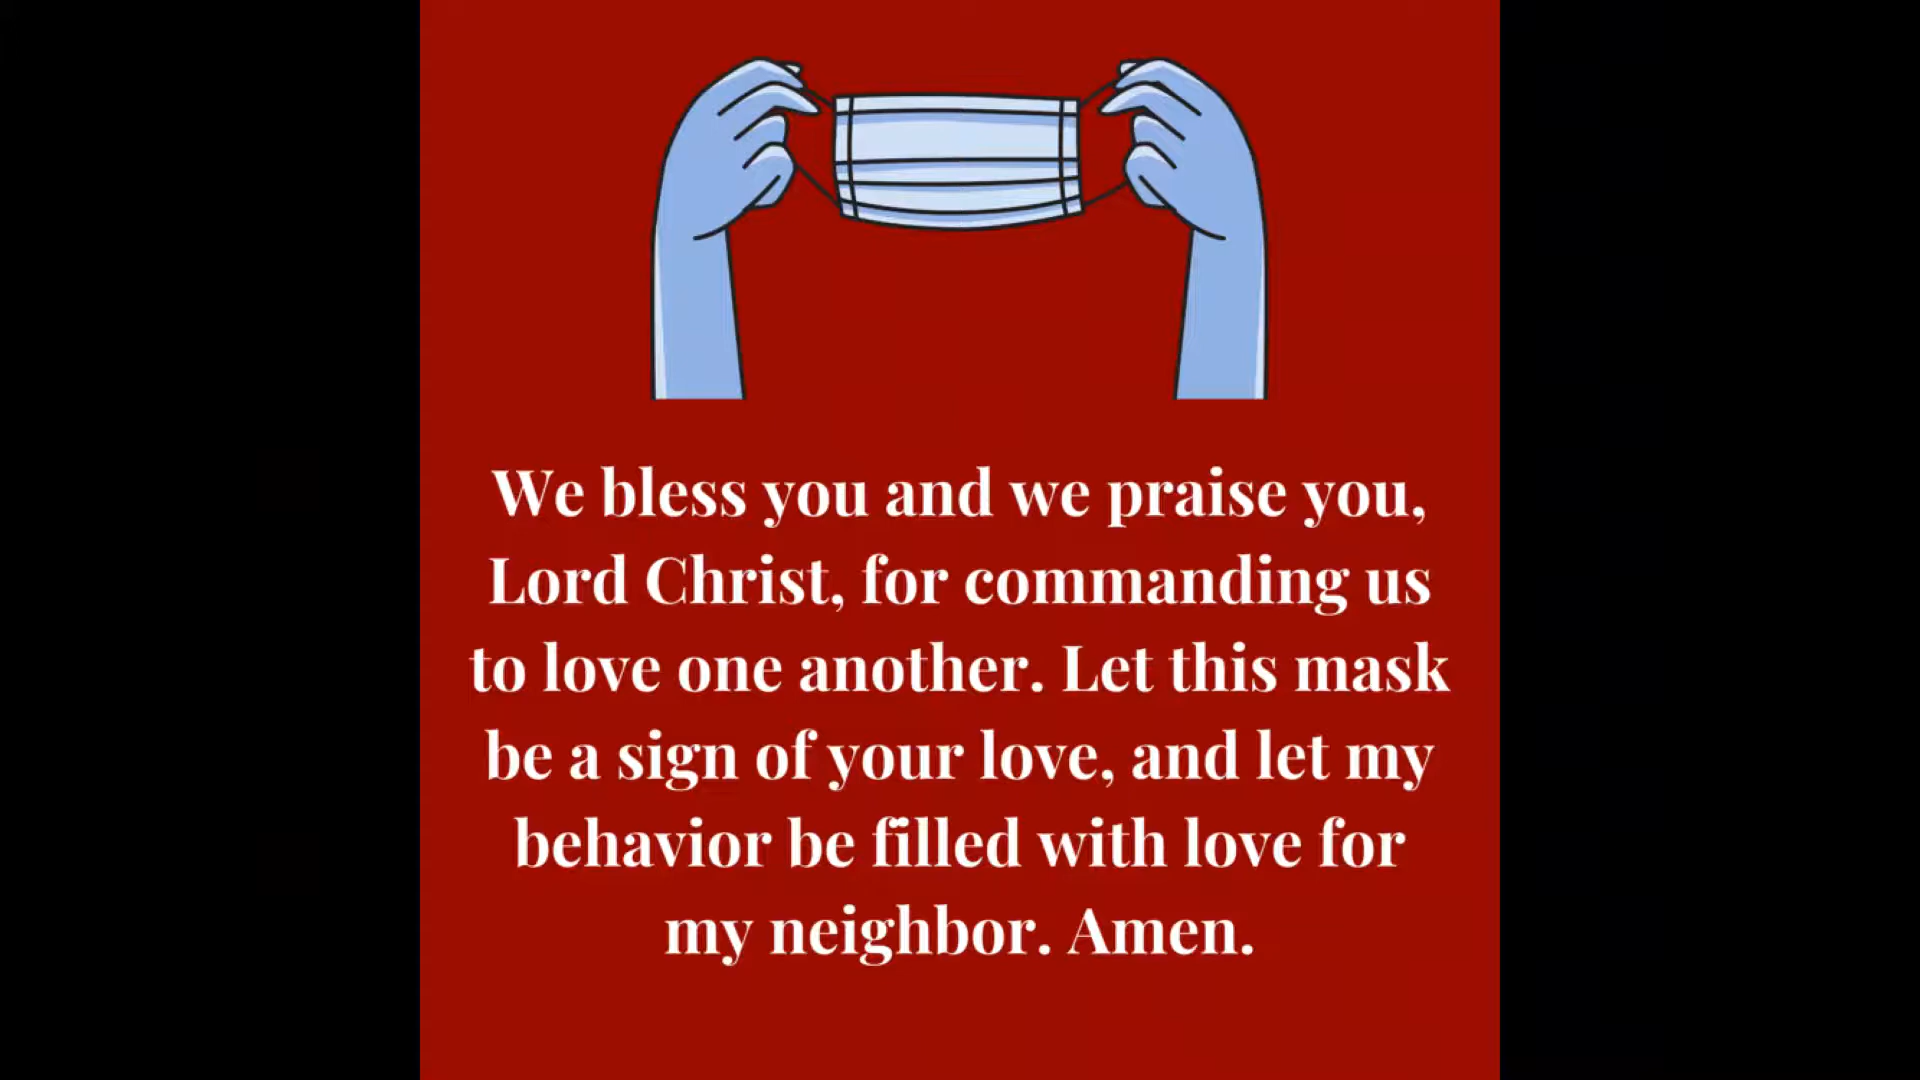 We bless you and we praise you,
Lord Christ, for commanding us
to love one another. Let this mask
be a sign of your love, and let my
behavior be filled with love for
my neighbor. Amen.